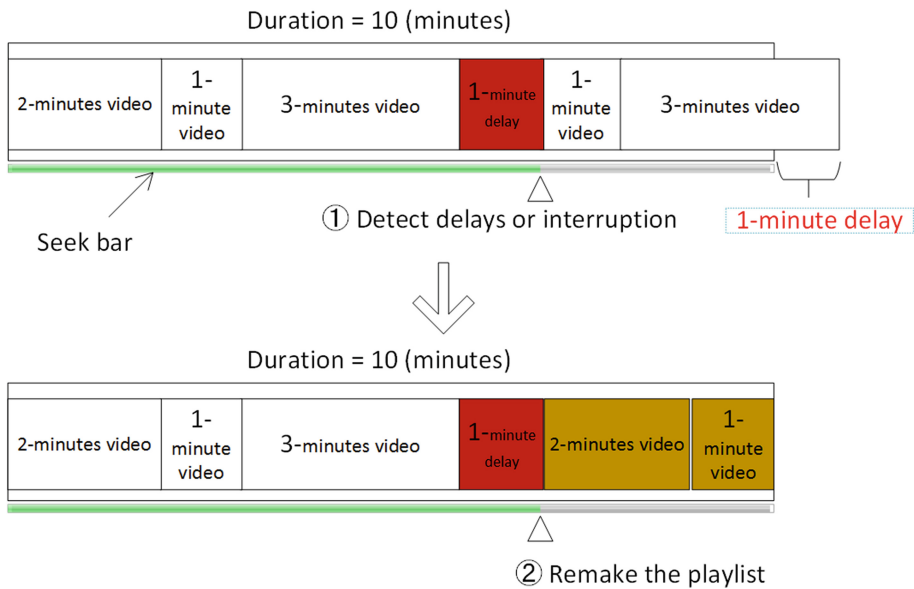 Duration = 10 (minutes)
2-minutes video
1-
minute
video
3-minutes video
1-minute
delay
1-
minute
video
3-minutes video
① Detect delays or interruption
1-minute delay
Seek bar
Duration = 10 (minutes)
2-minutes video
1-
minute
video
3-minutes video
1-minute
delay
2-minutes video
1-
minute
video
② Remake the playlist